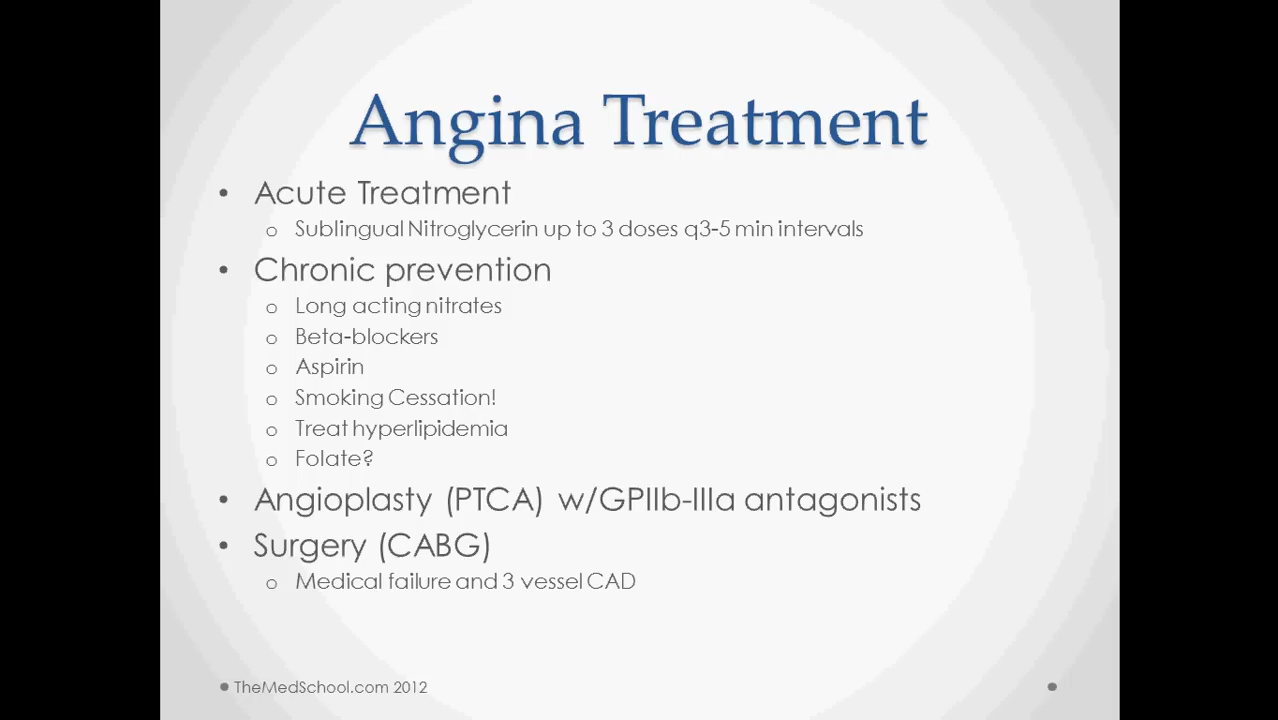 Angina Treatment
• Acute Treatment
o Sublingual Nitroglycerin up to 3 doses q3-5 min intervals
• Chronic prevention
o Long acting nitrates
o Beta-blockers
o Aspirin
o Smoking Cessation!
o Treat hyperlipidemia
o Folate?
• Angioplasty (PTCA) w/GPIIb-IIIa antagonists
• Surgery (CABG)
o Medical failure and 3 vessel CAD
TheMedSchool.com 2012